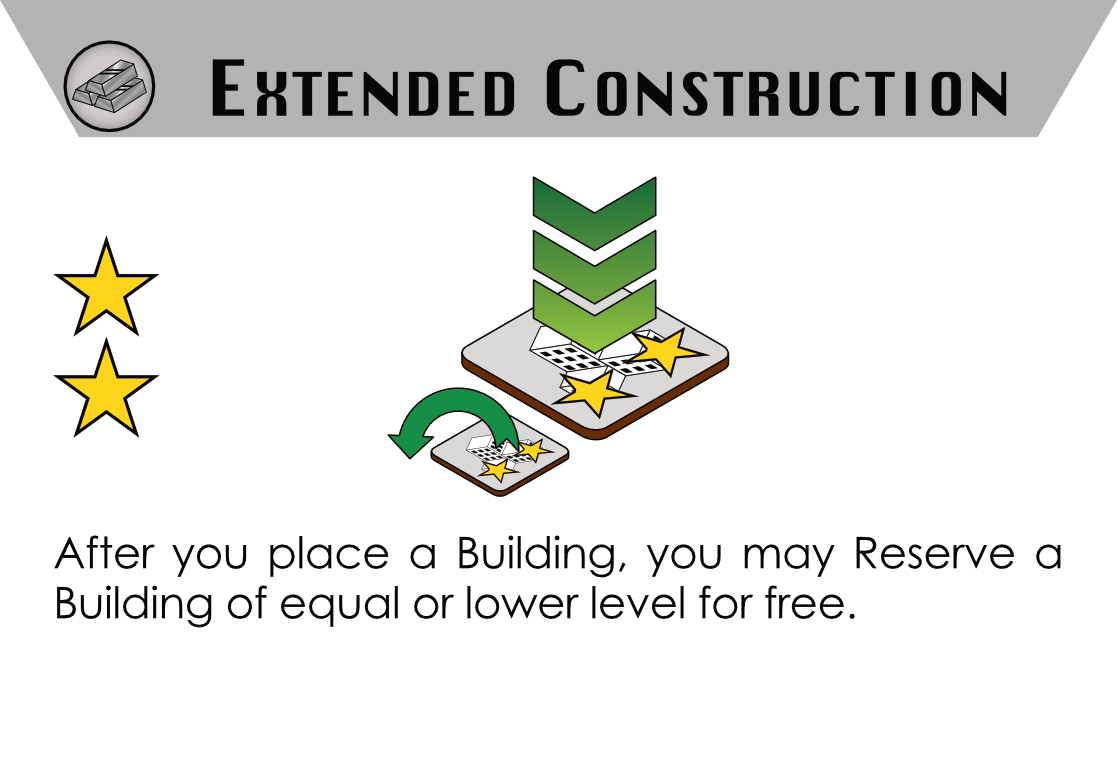 Extended Construction
After you place a Building, you may Reserve a
Building of equal or lower level for free.